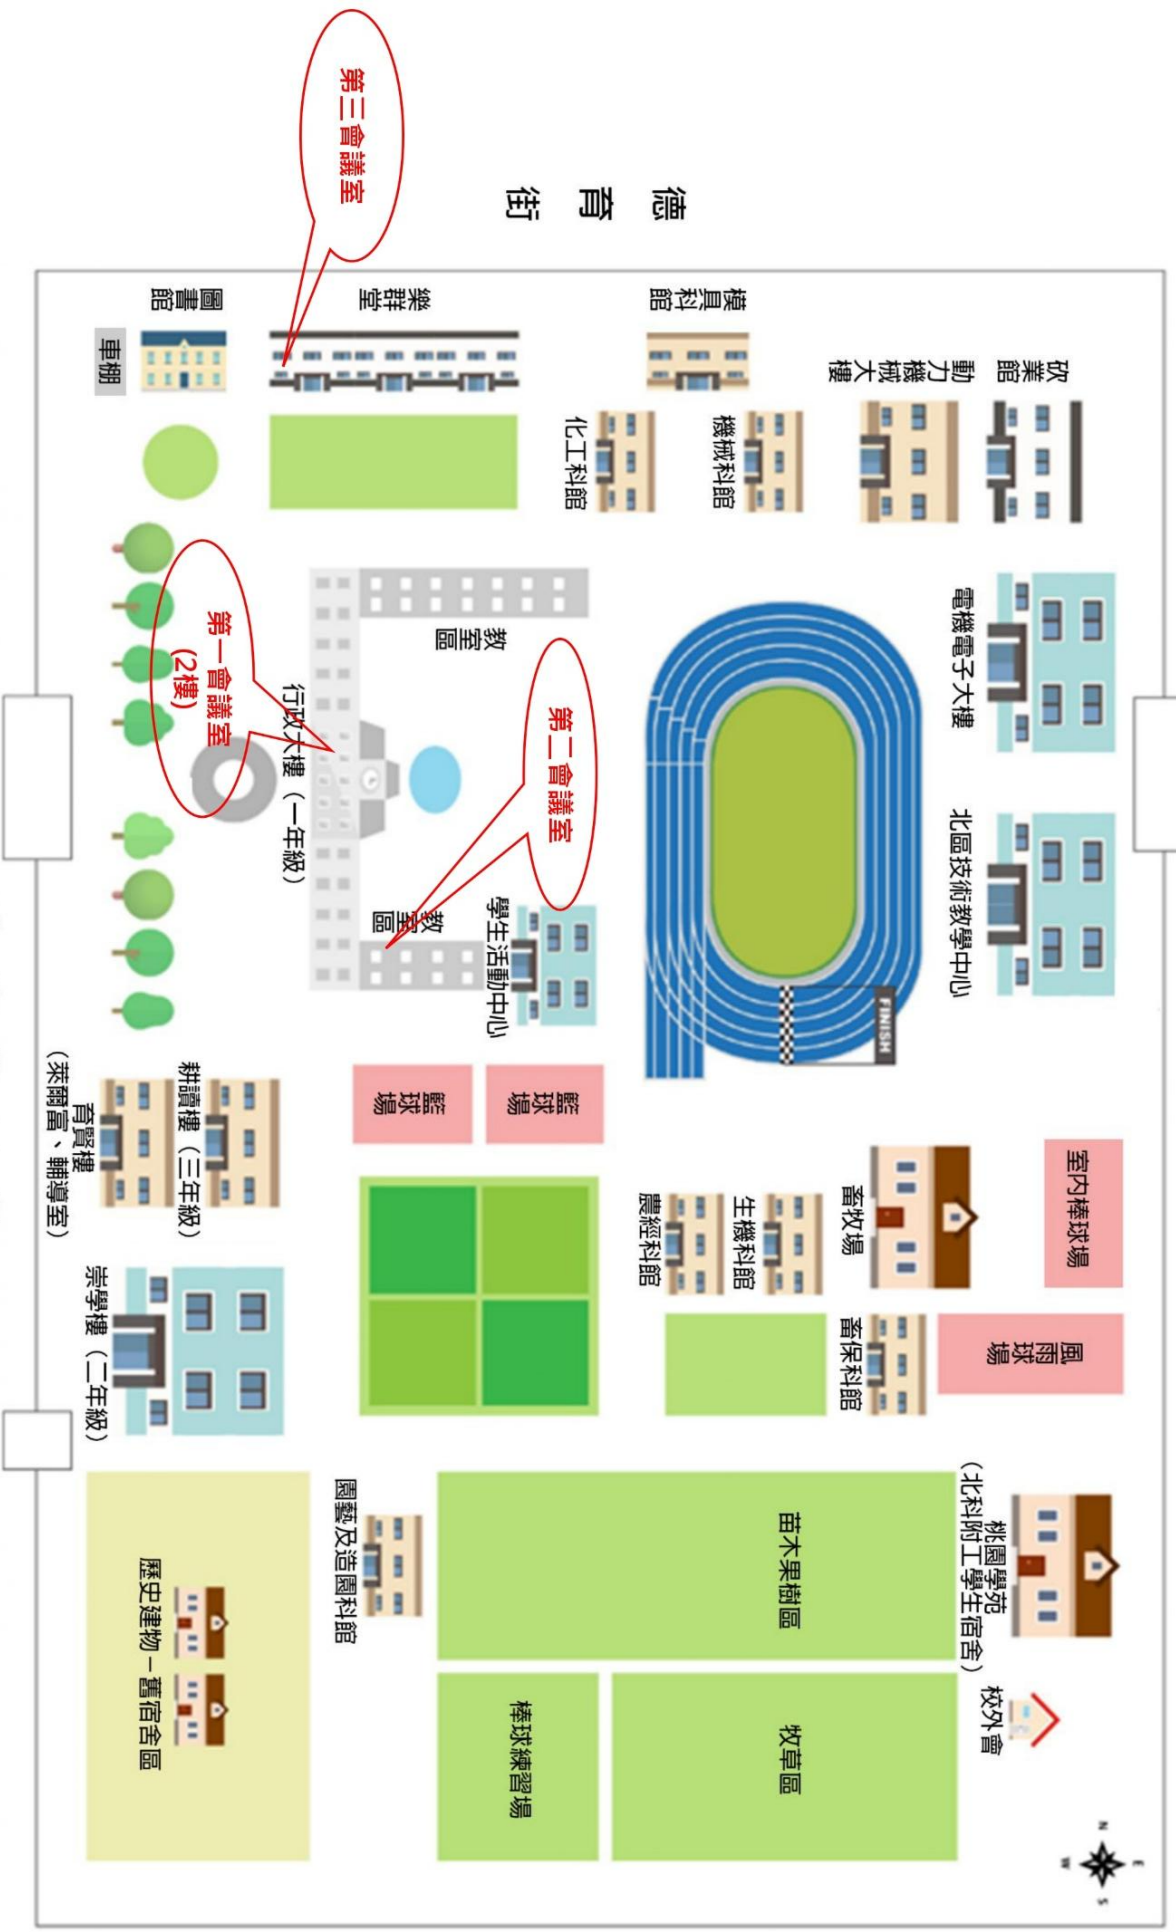 德育街
第三會議室
砍業館
動力機械大樓
模具科館
機械科館
化工科館
樂群堂
圖書館
車棚
電機電子大樓
北區技術教學中心
室內棒球場
風雨球場
桃園學苑
(北科附工學生宿舍)
校外會
N
E
S
W
FINISH
畜牧場
畜保科館
生機科館
農經科館
苗木果樹區
牧草區
棒球練習場
第二會議室
學生活動中心
教室區
教室區
籃球場
籃球場
行政大樓 (一年級)
第一會議室
(2樓)
園藝及造園科館
耕讀樓 (三年級)
育賢樓
(萊爾富、輔導室)
崇學樓 (二年級)
歷史建物－舊宿舍區